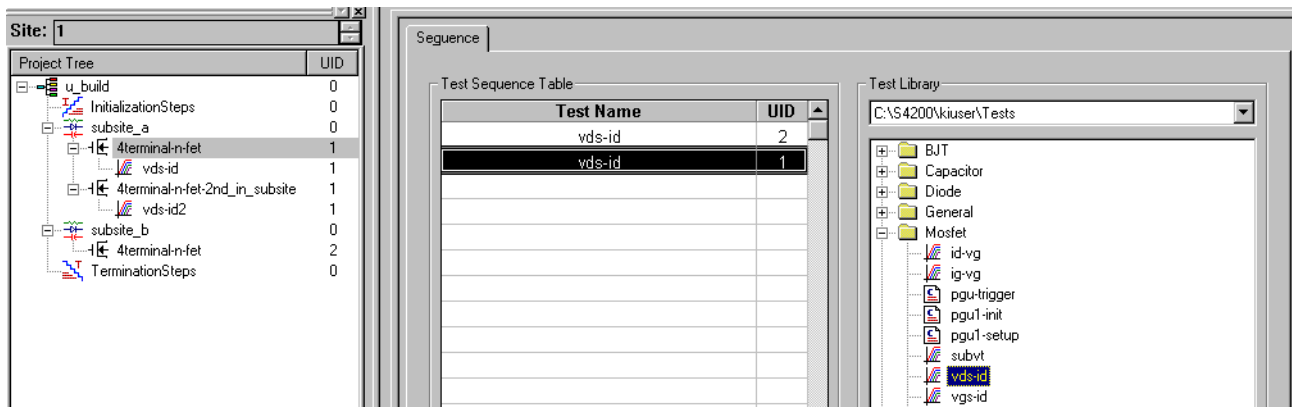 Site: 1
Project Tree UID
u_build 0
InitializationSteps 0
subsite_a 0
4terminal-n-fet 1
vds-id 1
4terminal-n-fet-2nd_in_subsite 1
vds-id2 1
subsite_b 0
4terminal-n-fet 2
TerminationSteps 0
Sequence
Test Sequence Table
Test Name UID
vds-id 2
vds-id 1
Test Library
C:\S4200\kiuser\Tests
BJT
Capacitor
Diode
General
Mosfet
id-vg
ig-vg
pgu-trigger
pgu1-init
pgu1-setup
subvt
vds-id
vgs-id